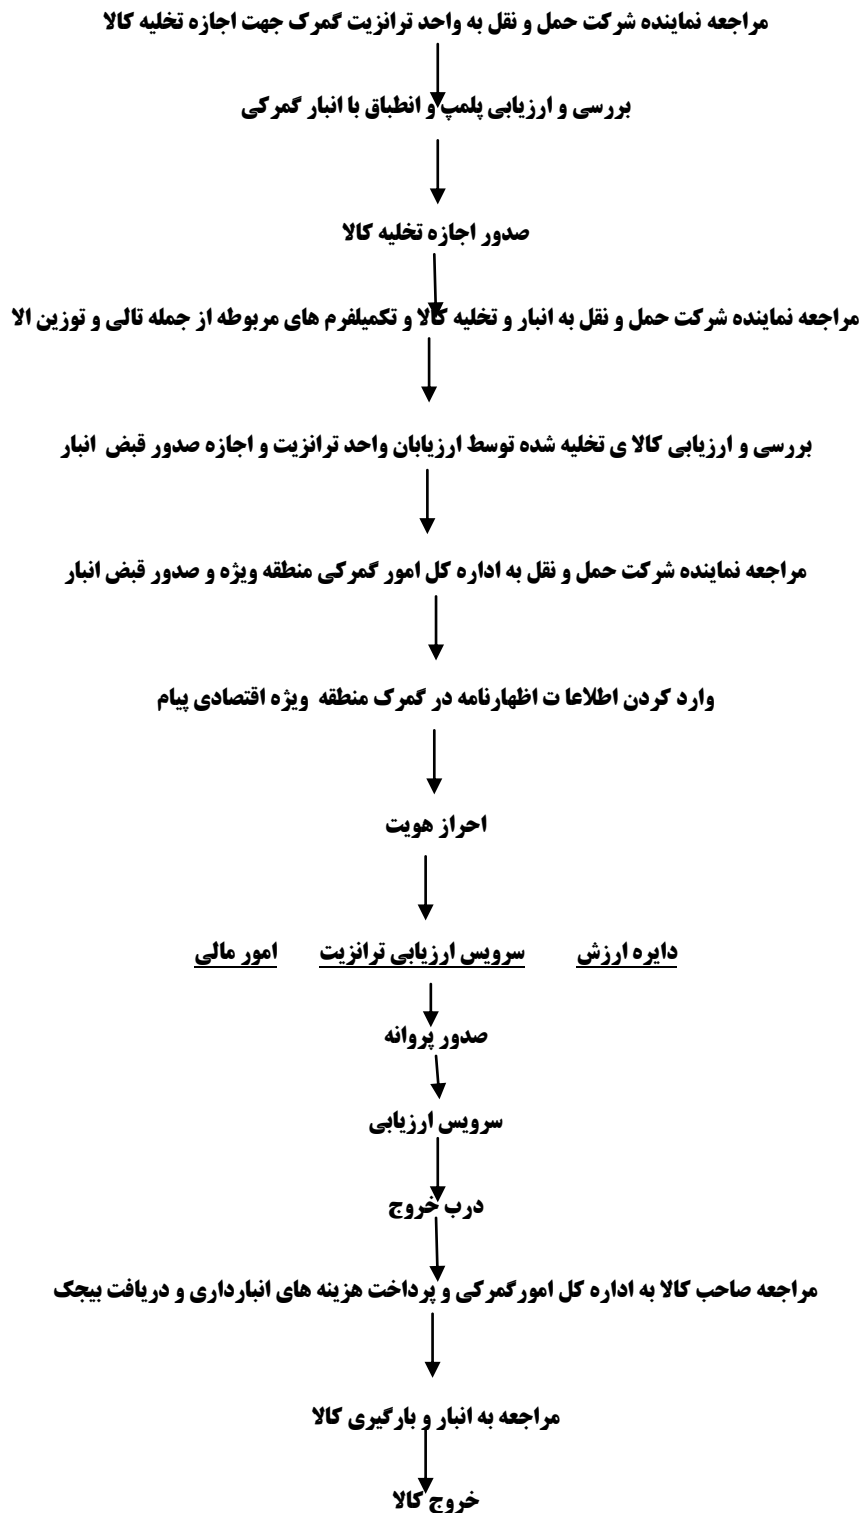 مراجعه نماینده شرکت حمل و نقل به واحد ترانزیت گمرک جهت اجازه تخلیه کالا
بررسی و ارزیابی پلمپ و انطباق با انبار گمرکی
صدور اجازه تخلیه کالا
مراجعه نماینده شرکت حمل و نقل به انبار و تخلیه کالا و تکمیلفرم های مربوطه از جمله تالی و توزین الا
بررسی و ارزیابی کالا ی تخلیه شده توسط ارزیابان واحد ترانزیت و اجازه صدور قبض انبار
مراجعه نماینده شرکت حمل و نقل به اداره کل امور گمرکی منطقه ویژه و صدور قبض انبار
وارد کردن اطلاعا ت اظهارنامه در گمرک منطقه ویژه اقتصادی پیام
احراز هویت
دایره ارزش سرویس ارزیابی ترانزیت امور مالی
صدور پروانه
سرویس ارزیابی
درب خروج
مراجعه صاحب کالا به اداره کل امورگمرکی و پرداخت هزینه های انبارداری و دریافت بیجک
مراجعه به انبار و بارگیری کالا
خروج کالا